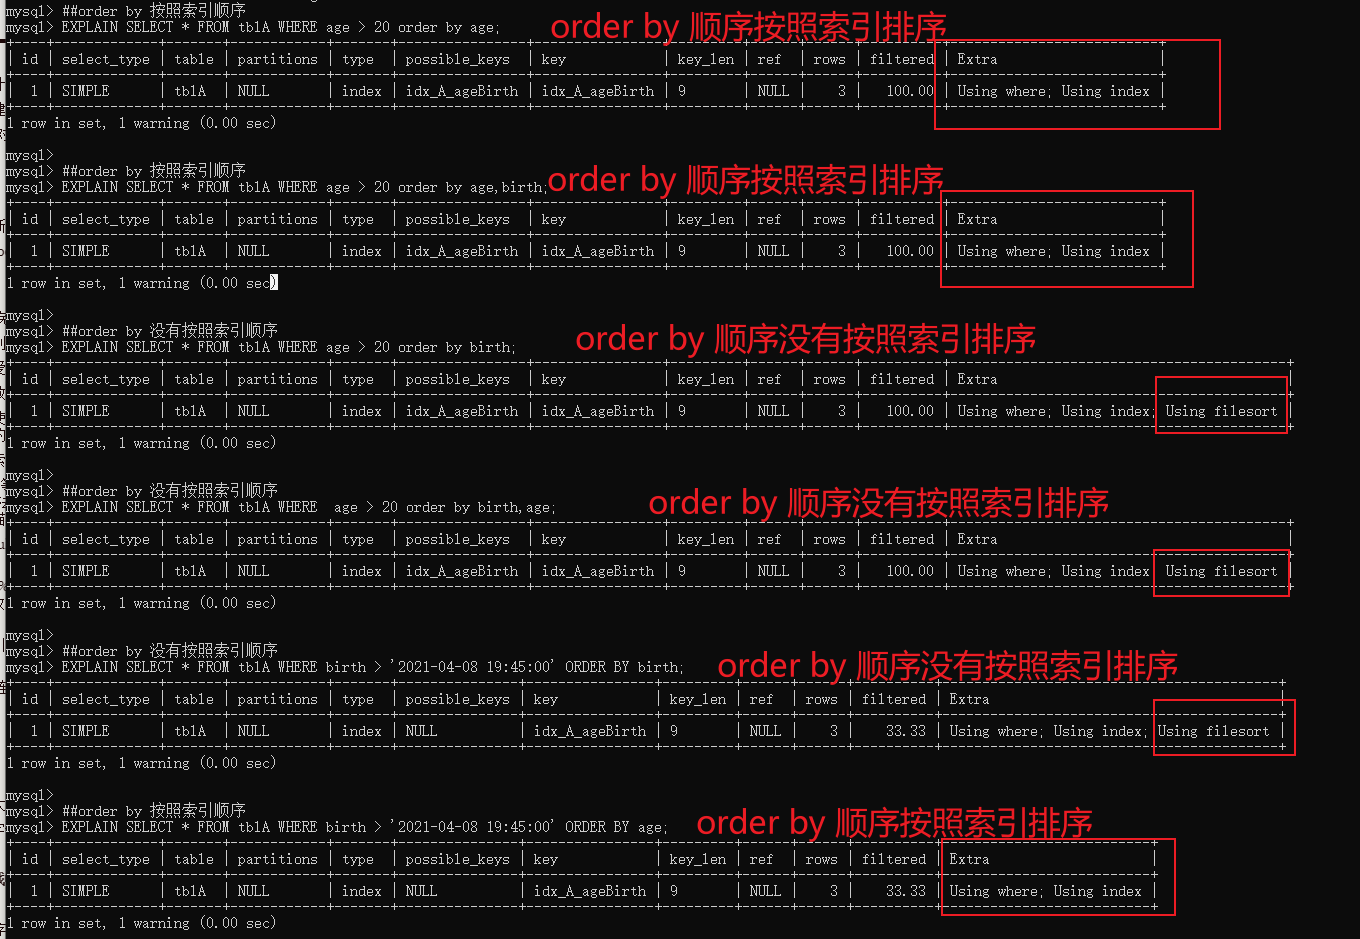 mysql> ##order by 按照索引顺序
mysql> EXPLAIN SELECT * FROM tblA WHERE age > 20 order by age;
order by 顺序按照索引排序
| id | select_type | table | partitions | type | possible_keys | key | key_len | ref | rows | filtered | Extra |
| 1 | SIMPLE | tblA | NULL | index | idx_A_ageBirth | idx_A_ageBirth | 9 | NULL | 3 | 100.00 | Using where; Using index |
1 row in set, 1 warning (0.00 sec)
mysql>
mysql> ##order by 按照索引顺序
mysql> EXPLAIN SELECT * FROM tblA WHERE age > 20 order by age,birth;
order by 顺序按照索引排序
| id | select_type | table | partitions | type | possible_keys | key | key_len | ref | rows | filtered | Extra |
| 1 | SIMPLE | tblA | NULL | index | idx_A_ageBirth | idx_A_ageBirth | 9 | NULL | 3 | 100.00 | Using where; Using index |
1 row in set, 1 warning (0.00 sec)
mysql>
mysql> ##order by 没有按照索引顺序
mysql> EXPLAIN SELECT * FROM tblA WHERE age > 20 order by birth;
order by 顺序没有按照索引排序
| id | select_type | table | partitions | type | possible_keys | key | key_len | ref | rows | filtered | Extra |
| 1 | SIMPLE | tblA | NULL | index | idx_A_ageBirth | idx_A_ageBirth | 9 | NULL | 3 | 100.00 | Using where; Using index; Using filesort |
1 row in set, 1 warning (0.00 sec)
mysql>
mysql> ##order by 没有按照索引顺序
mysql> EXPLAIN SELECT * FROM tblA WHERE  age > 20 order by birth,age;
order by 顺序没有按照索引排序
| id | select_type | table | partitions | type | possible_keys | key | key_len | ref | rows | filtered | Extra |
| 1 | SIMPLE | tblA | NULL | index | idx_A_ageBirth | idx_A_ageBirth | 9 | NULL | 3 | 100.00 | Using where; Using index Using filesort |
1 row in set, 1 warning (0.00 sec)
mysql>
mysql> ##order by 没有按照索引顺序
mysql> EXPLAIN SELECT * FROM tblA WHERE birth > '2021-04-08 19:45:00' ORDER BY birth;
order by 顺序没有按照索引排序
| id | select_type | table | partitions | type | possible_keys | key | key_len | ref | rows | filtered | Extra |
| 1 | SIMPLE | tblA | NULL | index | NULL | idx_A_ageBirth | 9 | NULL | 3 | 33.33 | Using where; Using index; Using filesort |
1 row in set, 1 warning (0.00 sec)
mysql>
mysql> ##order by 按照索引顺序
mysql> EXPLAIN SELECT * FROM tblA WHERE birth > '2021-04-08 19:45:00' ORDER BY age;
order by 顺序按照索引排序
| id | select_type | table | partitions | type | possible_keys | key | key_len | ref | rows | filtered | Extra |
| 1 | SIMPLE | tblA | NULL | index | NULL | idx_A_ageBirth | 9 | NULL | 3 | 33.33 | Using where; Using index |
1 row in set, 1 warning (0.00 sec)